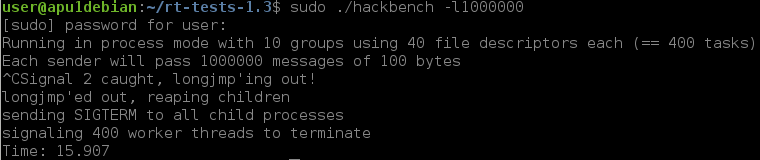 user@apu1debian:~/rt-tests-1.3$ sudo ./hackbench -l1000000
[sudo] password for user:
Running in process mode with 10 groups using 40 file descriptors each (== 400 tasks)
Each sender will pass 1000000 messages of 100 bytes
^CSignal 2 caught, longjmp'ing out!
longjmp'ed out, reaping children
sending SIGTERM to all child processes
signaling 400 worker threads to terminate
Time: 15.907